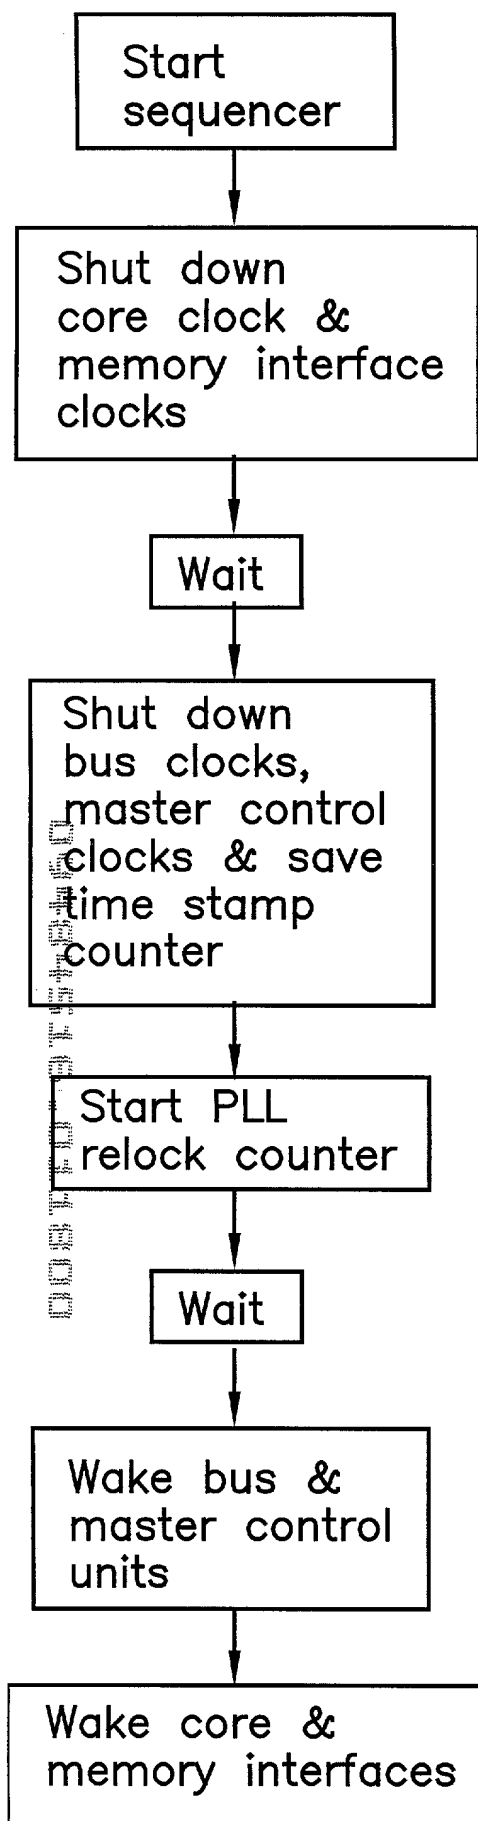 Start
sequencer
Shut down
core clock &
memory interface
clocks
Wait
Shut down
bus clocks,
master control
clocks & save
time stamp
counter
Start PLL
relock counter
Wait
Wake bus &
master control
units
Wake core &
memory interfaces